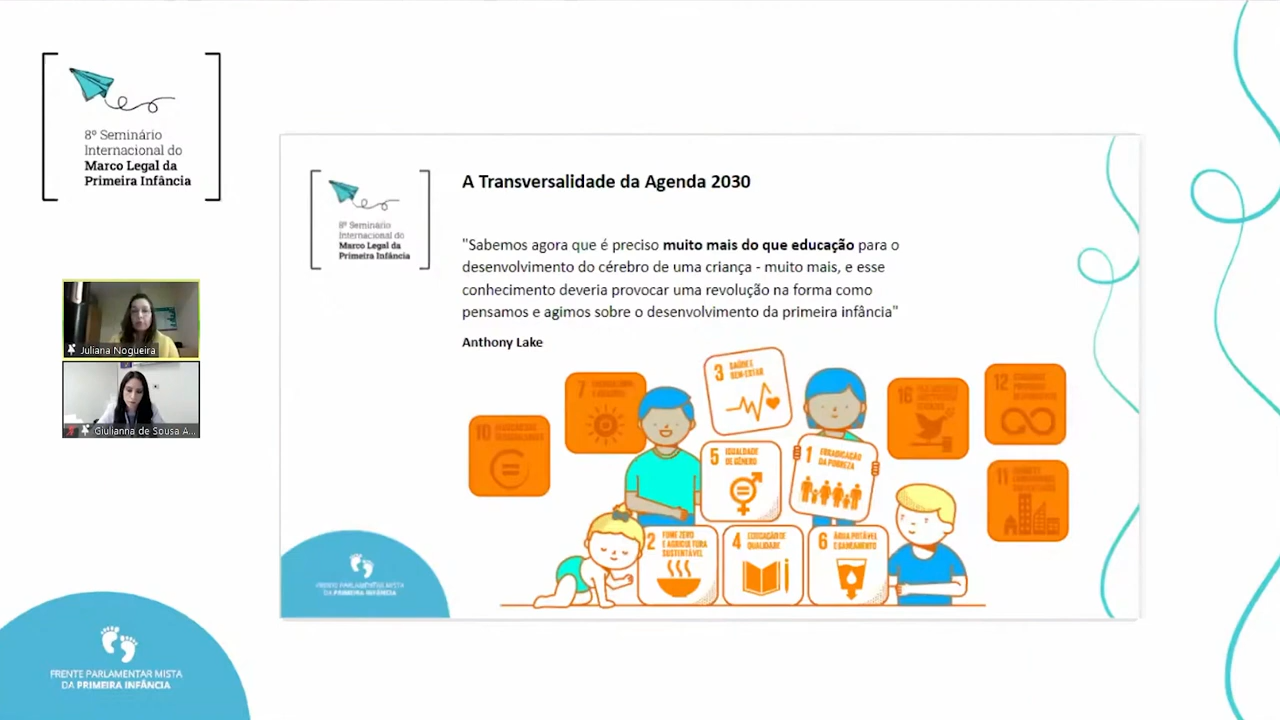 8º Seminário
Internacional do
Marco Legal da
Primeira Infância
Juliana Nogueira
Giulianna de Sousa A...
FRENTE PARLAMENTAR MISTA
DA PRIMEIRA INFÂNCIA
8º Seminário
Internacional do
Marco Legal da
Primeira Infância
A Transversalidade da Agenda 2030
"Sabemos agora que é preciso muito mais do que educação para o
desenvolvimento do cérebro de uma criança - muito mais, e esse
conhecimento deveria provocar uma revolução na forma como
pensamos e agimos sobre o desenvolvimento da primeira infância"
Anthony Lake
3 SAÚDE E
BEM-ESTAR
7
10
16
12
11
5 IGUALDADE
DE GÊNERO
1 ERRADICAÇÃO
DA POBREZA
2 FOME ZERO
E AGRICULTURA
SUSTENTÁVEL
4 EDUCAÇÃO DE
QUALIDADE
6 ÁGUA POTÁVEL
E SANEAMENTO
FRENTE PARLAMENTAR MISTA
DA PRIMEIRA INFÂNCIA